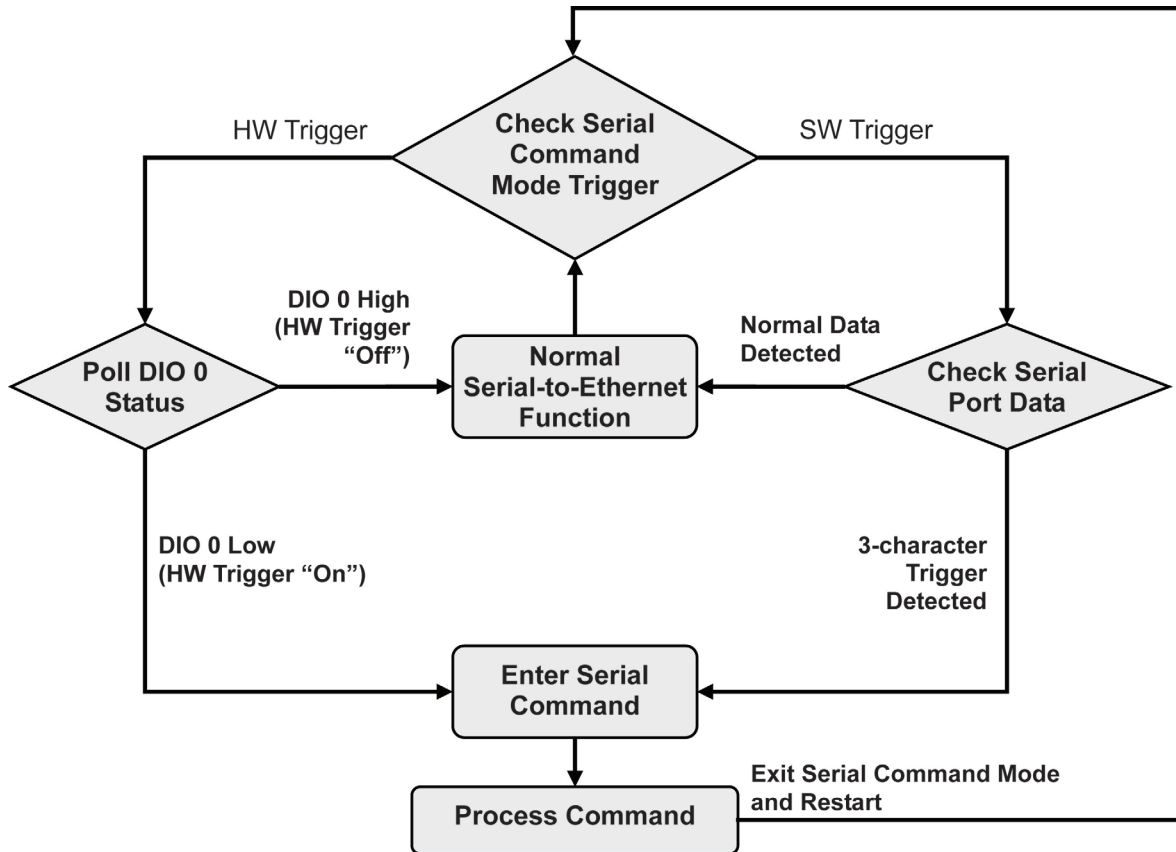 HW Trigger
Check Serial
Command
Mode Trigger
SW Trigger
DIO 0 High
(HW Trigger
“Off”)
Normal Data
Detected
Poll DIO 0
Status
Normal
Serial-to-Ethernet
Function
Check Serial
Port Data
DIO 0 Low
(HW Trigger “On”)
3-character
Trigger
Detected
Enter Serial
Command
Process Command
Exit Serial Command Mode
and Restart